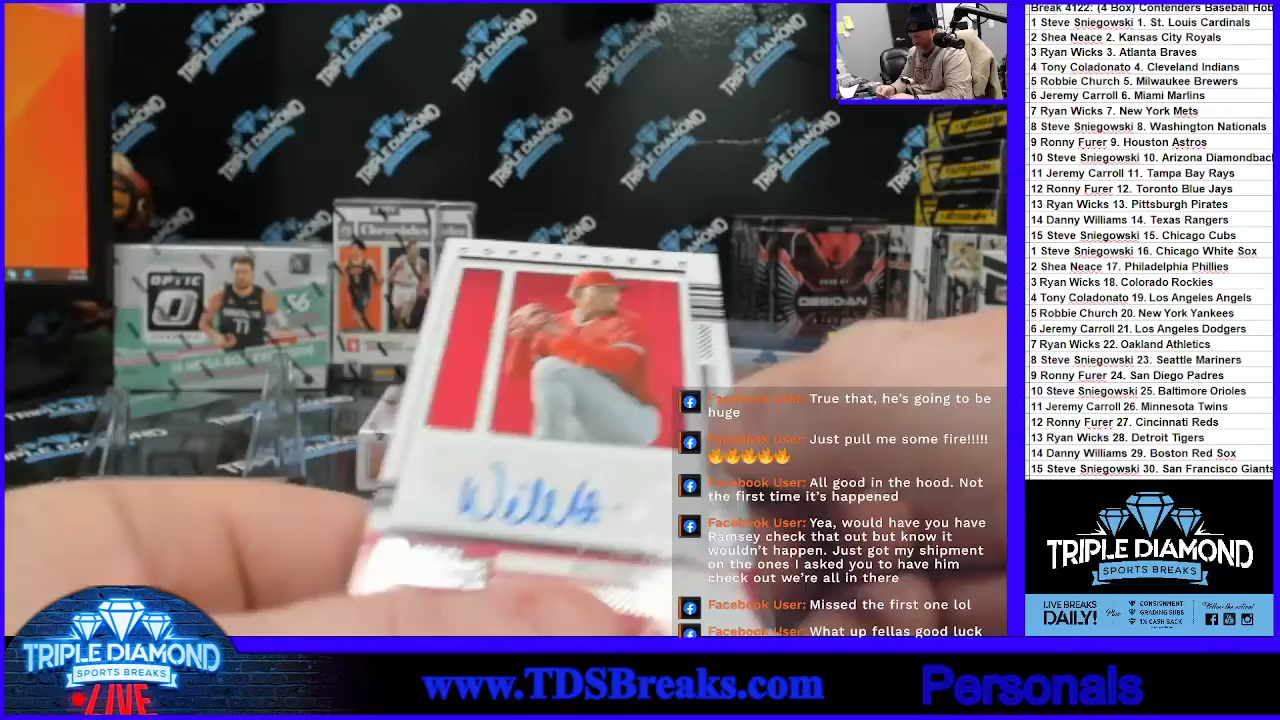 TRIPLE DIAMOND
OPTIC
Chronicles
OBSIDIAN
CONTENDERS
Break 4122. (4 Box) Contenders Baseball Hob
1 Steve Sniegowski 1. St. Louis Cardinals
2 Shea Neace 2. Kansas City Royals
3 Ryan Wicks 3. Atlanta Braves
4 Tony Coladonato 4. Cleveland Indians
5 Robbie Church 5. Milwaukee Brewers
6 Jeremy Carroll 6. Miami Marlins
7 Ryan Wicks 7. New York Mets
8 Steve Sniegowski 8. Washington Nationals
9 Ronny Furer 9. Houston Astros
10 Steve Sniegowski 10. Arizona Diamondbac
11 Jeremy Carroll 11. Tampa Bay Rays
12 Ronny Furer 12. Toronto Blue Jays
13 Ryan Wicks 13. Pittsburgh Pirates
14 Danny Williams 14. Texas Rangers
15 Steve Sniegowski 15. Chicago Cubs
1 Steve Sniegowski 16. Chicago White Sox
2 Shea Neace 17. Philadelphia Phillies
3 Ryan Wicks 18. Colorado Rockies
4 Tony Coladonato 19. Los Angeles Angels
5 Robbie Church 20. New York Yankees
6 Jeremy Carroll 21. Los Angeles Dodgers
7 Ryan Wicks 22. Oakland Athletics
8 Steve Sniegowski 23. Seattle Mariners
9 Ronny Furer 24. San Diego Padres
10 Steve Sniegowski 25. Baltimore Orioles
11 Jeremy Carroll 26. Minnesota Twins
12 Ronny Furer 27. Cincinnati Reds
13 Ryan Wicks 28. Detroit Tigers
14 Danny Williams 29. Boston Red Sox
15 Steve Sniegowski 30. San Francisco Giants
Facebook User: True that, he's going to be
huge
Facebook User: Just pull me some fire!!!!!
🔥🔥🔥🔥🔥
Facebook User: All good in the hood. Not
the first time it's happened
Facebook User: Yea, would have you have
Ramsey check that out but know it
wouldn't happen. Just got my shipment
on the ones I asked you to have him
check out we're all in there
Facebook User: Missed the first one lol
Facebook User: What up fellas good luck
TRIPLE DIAMOND
SPORTS BREAKS
LIVE BREAKS
DAILY!
Plus
CONSIGNMENT
GRADING SUBS
1% CASH BACK
TRIPLE DIAMOND
SPORTS BREAKS
LIVE
www.TDSBreaks.com
Personals